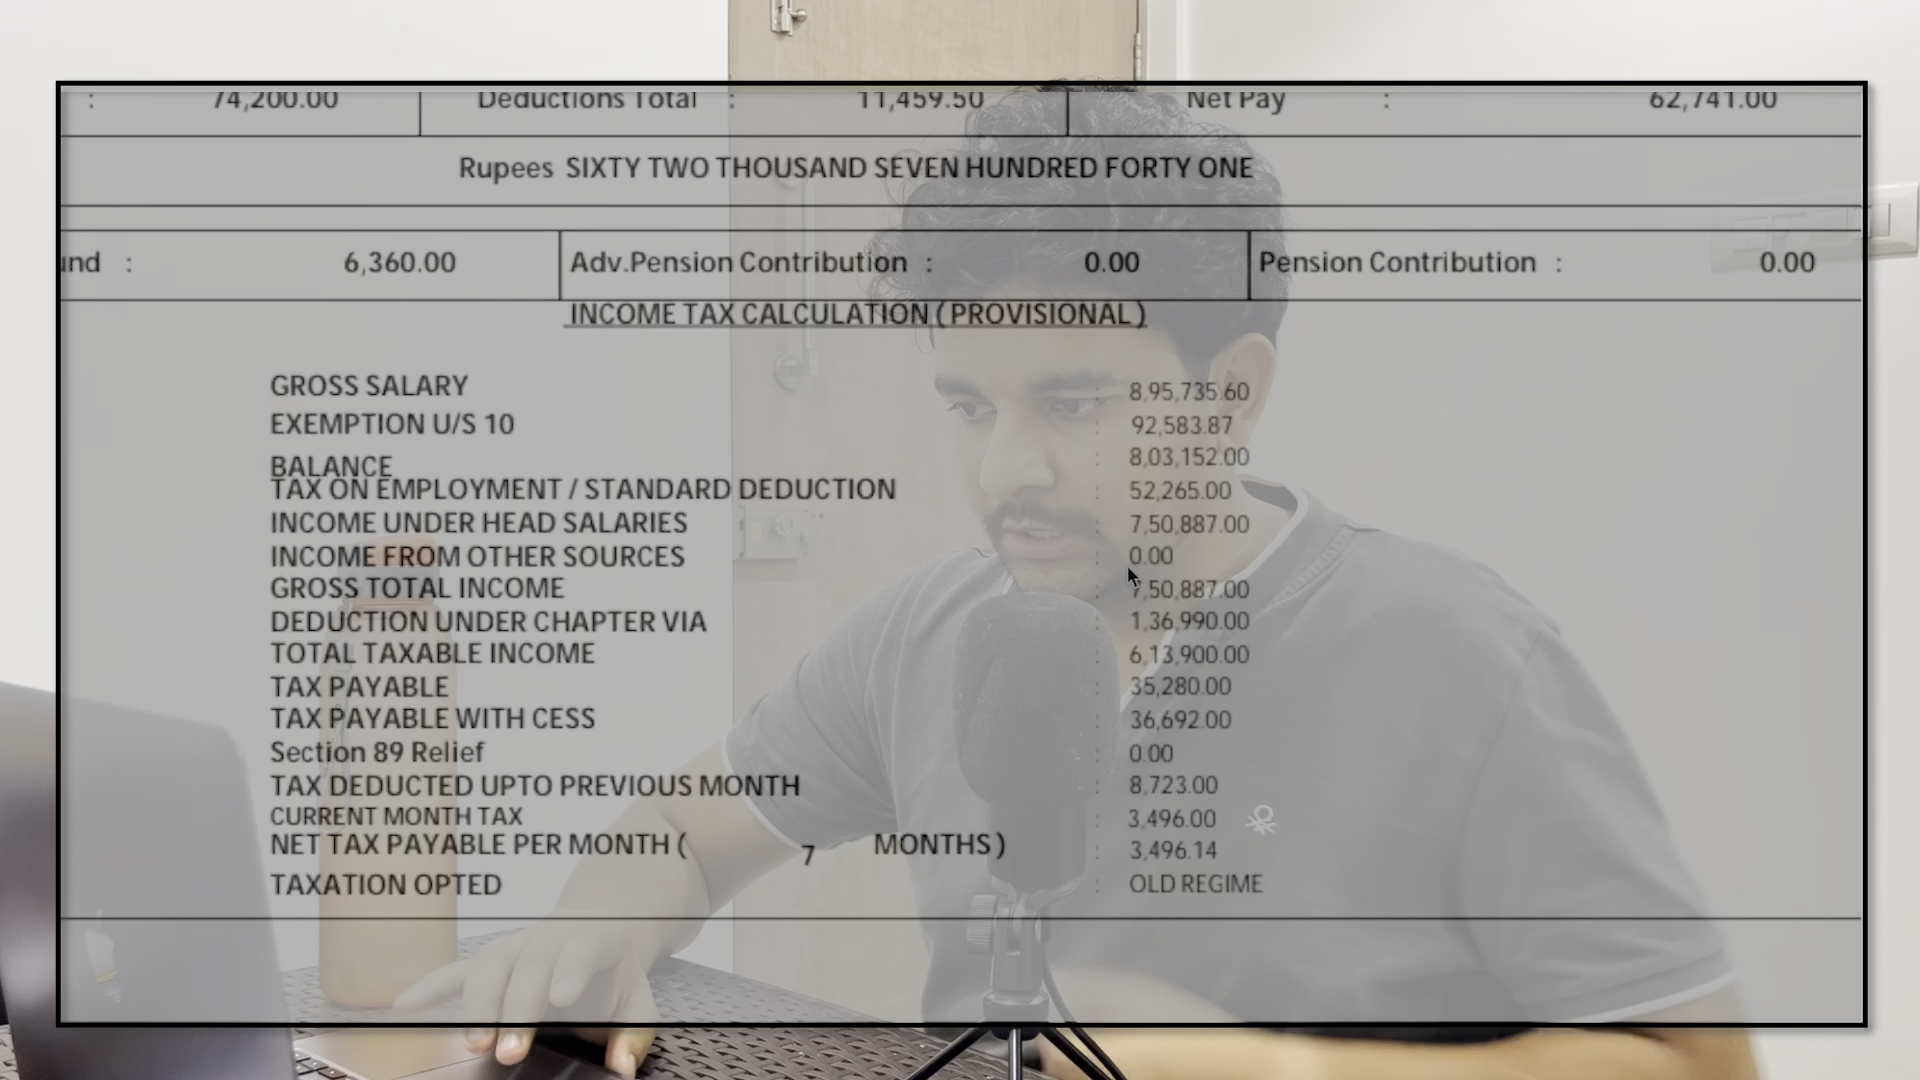 : 74,200.00 Deductions Total : 11,459.50 Net Pay : 62,741.00
Rupees SIXTY TWO THOUSAND SEVEN HUNDRED FORTY ONE
und : 6,360.00 Adv.Pension Contribution : 0.00 Pension Contribution : 0.00
INCOME TAX CALCULATION ( PROVISIONAL )
GROSS SALARY : 8,95,735.60
EXEMPTION U/S 10 : 92,583.87
BALANCE : 8,03,152.00
TAX ON EMPLOYMENT / STANDARD DEDUCTION : 52,265.00
INCOME UNDER HEAD SALARIES : 7,50,887.00
INCOME FROM OTHER SOURCES : 0.00
GROSS TOTAL INCOME : 7,50,887.00
DEDUCTION UNDER CHAPTER VIA : 1,36,990.00
TOTAL TAXABLE INCOME : 6,13,900.00
TAX PAYABLE : 35,280.00
TAX PAYABLE WITH CESS : 36,692.00
Section 89 Relief : 0.00
TAX DEDUCTED UPTO PREVIOUS MONTH : 8,723.00
CURRENT MONTH TAX : 3,496.00
NET TAX PAYABLE PER MONTH ( 7 MONTHS ) : 3,496.14
TAXATION OPTED : OLD REGIME